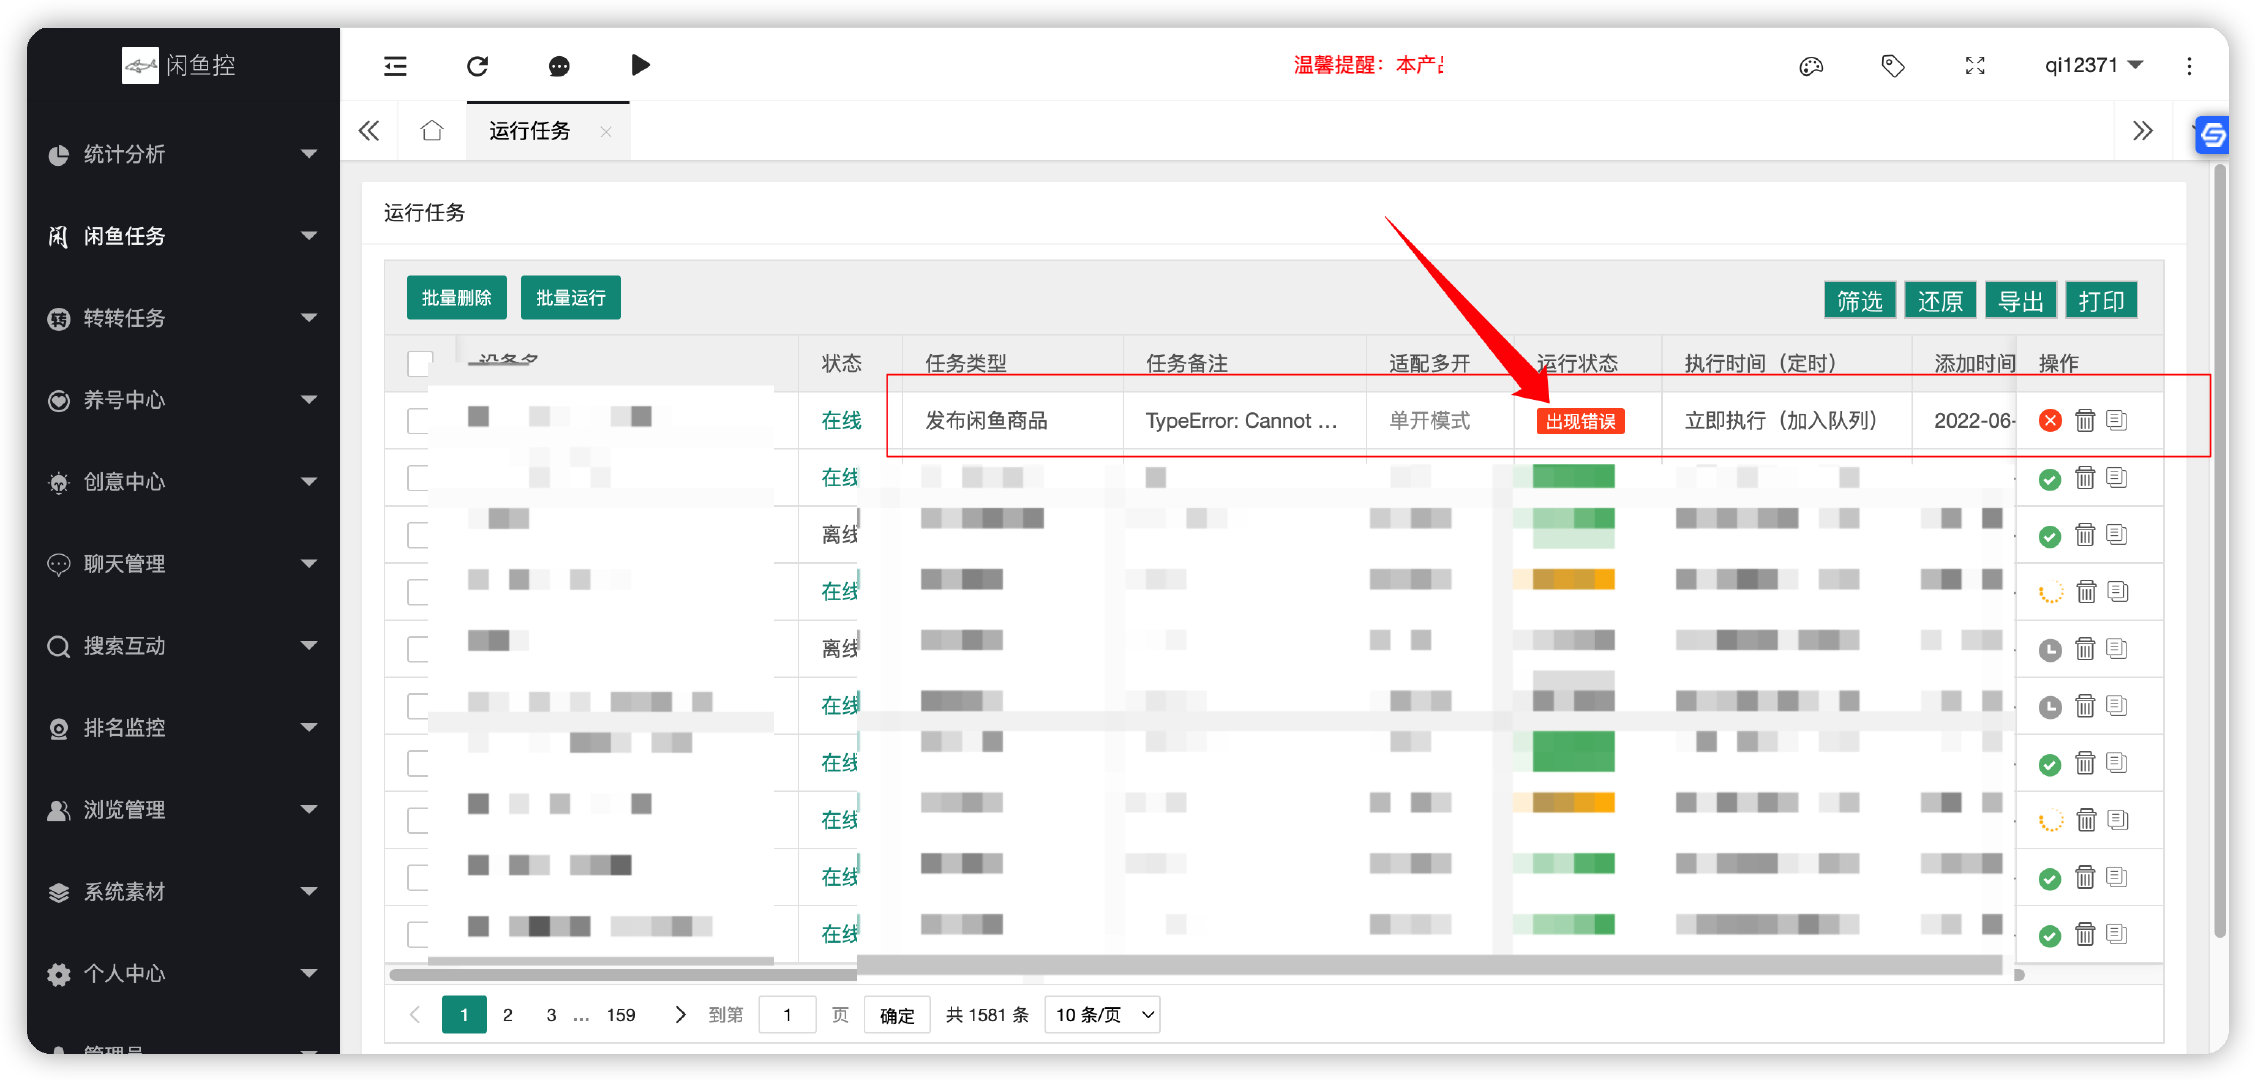 闲鱼控
温馨提醒：本产
qi12371
运行任务
统计分析
闲鱼任务
转转任务
养号中心
创意中心
聊天管理
搜索互动
排名监控
浏览管理
系统素材
个人中心
管理员
运行任务
批量删除 批量运行 筛选 还原 导出 打印
设备名 状态 任务类型 任务备注 适配多开 运行状态 执行时间（定时） 添加时间 操作
在线 发布闲鱼商品 TypeError: Cannot ... 单开模式 出现错误 立即执行（加入队列） 2022-06-
在线
离线
在线
离线
在线
在线
在线
在线
在线
1 2 3 ... 159 到第 1 页 确定 共 1581 条 10 条/页